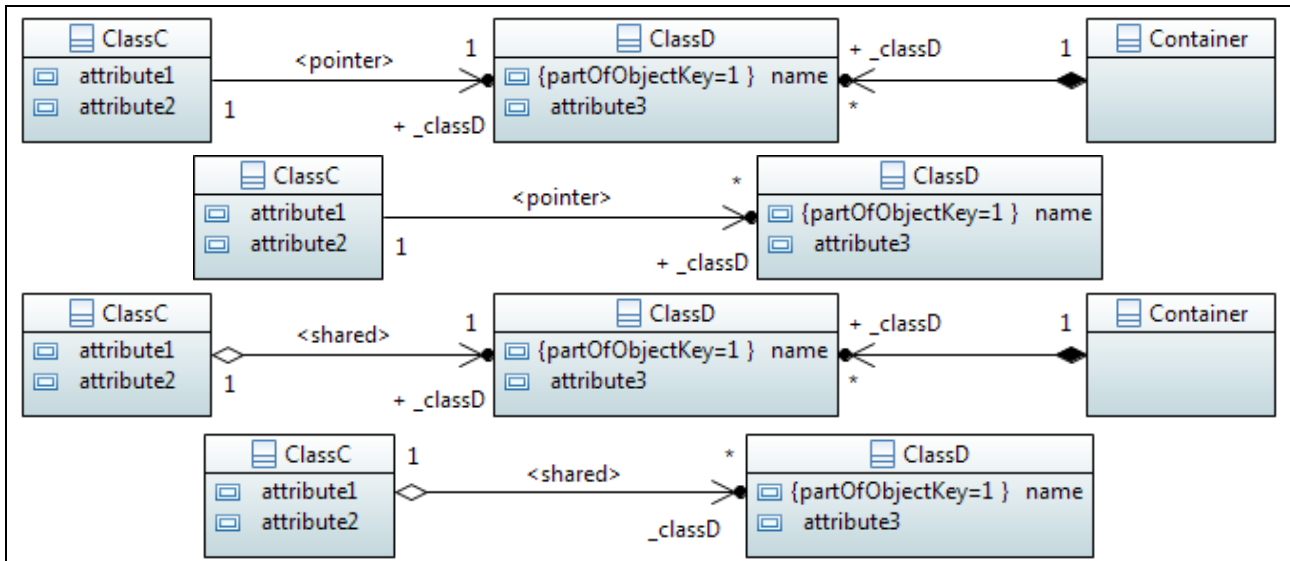 ClassC
attribute1
attribute2
1
<pointer>
1
+ _classD
ClassD
{partOfObjectKey=1 } name
attribute3
+ _classD
*
1
Container
ClassC
attribute1
attribute2
1
<pointer>
*
+ _classD
ClassD
{partOfObjectKey=1 } name
attribute3
ClassC
attribute1
attribute2
1
<shared>
1
+ _classD
ClassD
{partOfObjectKey=1 } name
attribute3
+ _classD
*
1
Container
ClassC
attribute1
attribute2
1
<shared>
*
_classD
ClassD
{partOfObjectKey=1 } name
attribute3